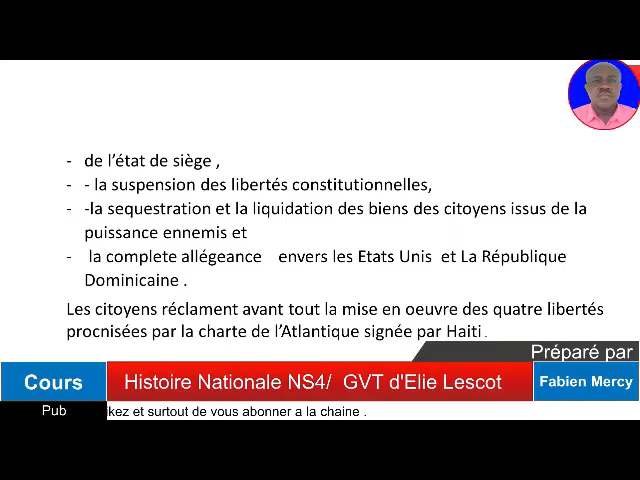 - de l’état de siège ,
- - la suspension des libertés constitutionnelles,
- -la sequestration et la liquidation des biens des citoyens issus de la
puissance ennemis et
- la complete allégeance envers les Etats Unis et La République
Dominicaine .
Les citoyens réclament avant tout la mise en oeuvre des quatre libertés
procnisées par la charte de l’Atlantique signée par Haiti.
Préparé par
Cours
Histoire Nationale NS4/ GVT d'Elie Lescot
Fabien Mercy
Pub
ikez et surtout de vous abonner a la chaine .